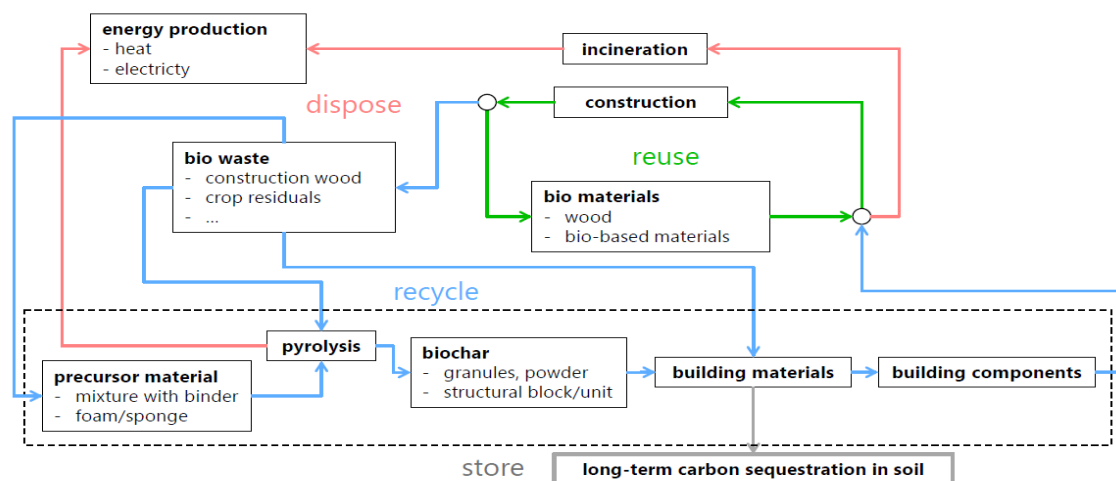 energy production
- heat
- electricty
incineration
dispose
construction
reuse
bio waste
- construction wood
- crop residuals
- ...
bio materials
- wood
- bio-based materials
recycle
pyrolysis
precursor material
- mixture with binder
- foam/sponge
biochar
- granules, powder
- structural block/unit
building materials
building components
store
long-term carbon sequestration in soil